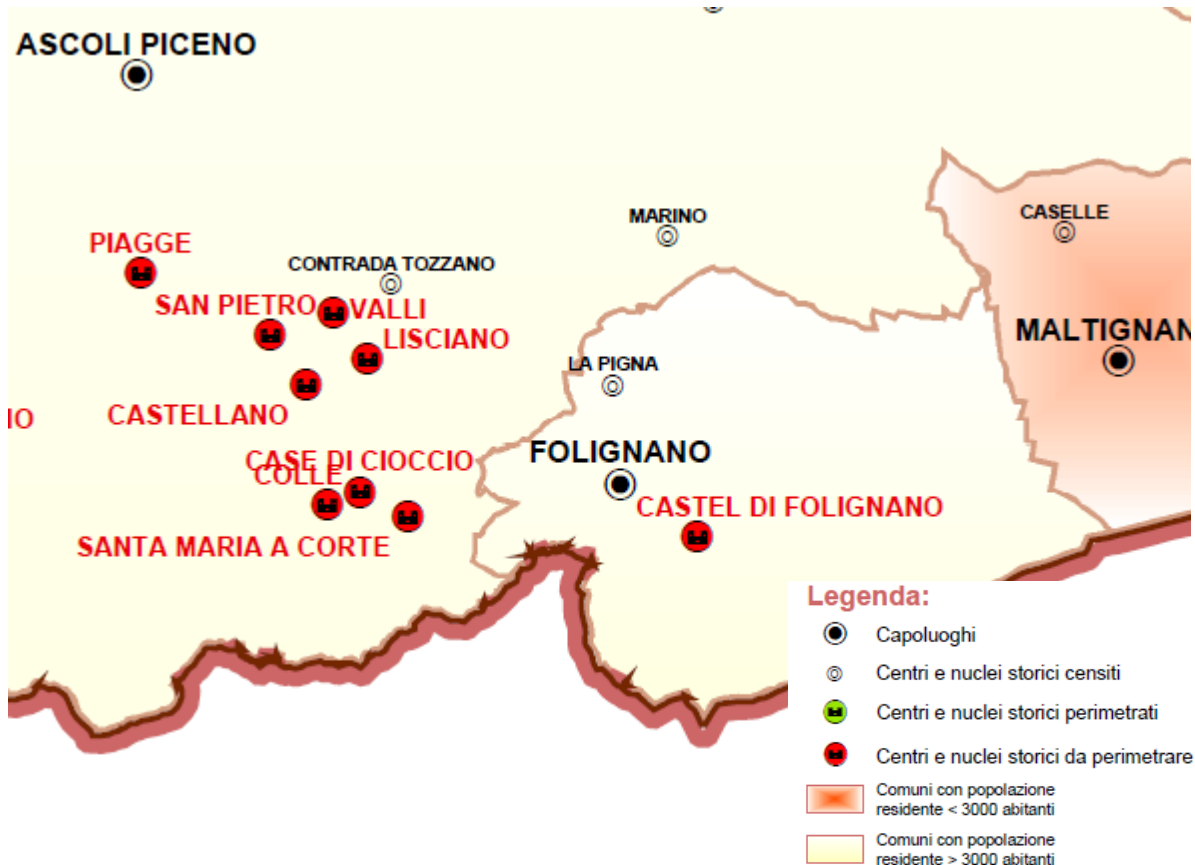 ASCOLI PICENO
MARINO
CASELLE
PIAGGE
CONTRADA TOZZANO
SAN PIETRO
VALLI
MALTIGNAN
LISCIANO
LA PIGNA
CASTELLANO
IO
FOLIGNANO
CASE DI CIOCCIO
COLLE
CASTEL DI FOLIGNANO
SANTA MARIA A CORTE
Legenda:
Capoluoghi
Centri e nuclei storici censiti
Centri e nuclei storici perimetrati
Centri e nuclei storici da perimetrare
Comuni con popolazione
residente < 3000 abitanti
Comuni con popolazione
residente > 3000 abitanti